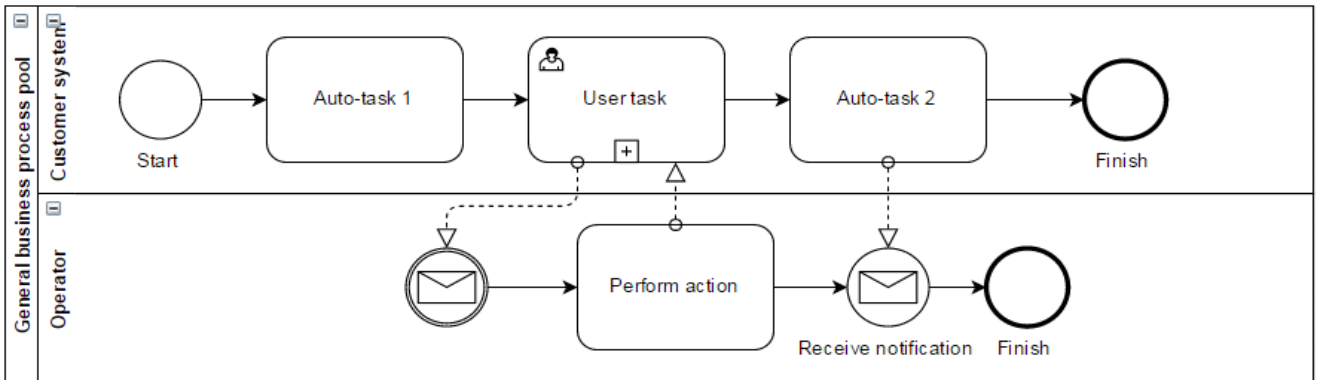 General business process pool
Customer system
Auto-task 1
User task
Auto-task 2
Start
Finish
Operator
Perform action
Receive notification
Finish